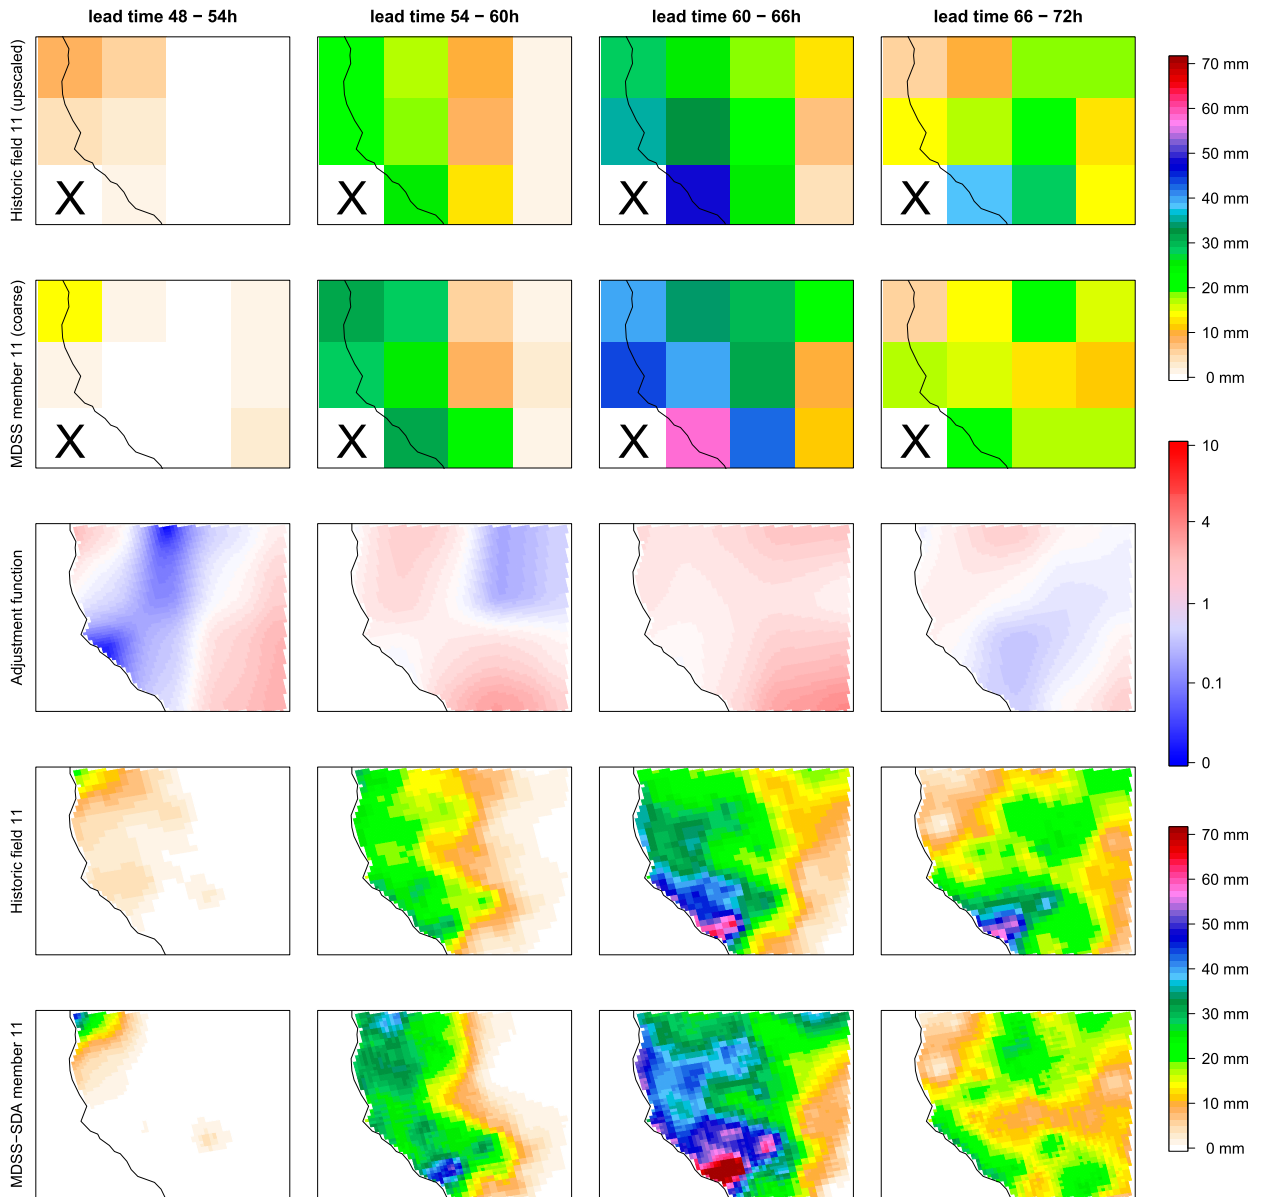 lead time 48 − 54h
lead time 54 − 60h
lead time 60 − 66h
lead time 66 − 72h
Historic field 11 (upscaled)
X
X
X
X
70 mm
60 mm
50 mm
40 mm
30 mm
20 mm
10 mm
0 mm
MDSS member 11 (coarse)
X
X
X
X
Adjustment function
10
4
1
0.1
0
Historic field 11
70 mm
60 mm
50 mm
40 mm
30 mm
20 mm
10 mm
0 mm
MDSS−SDA member 11